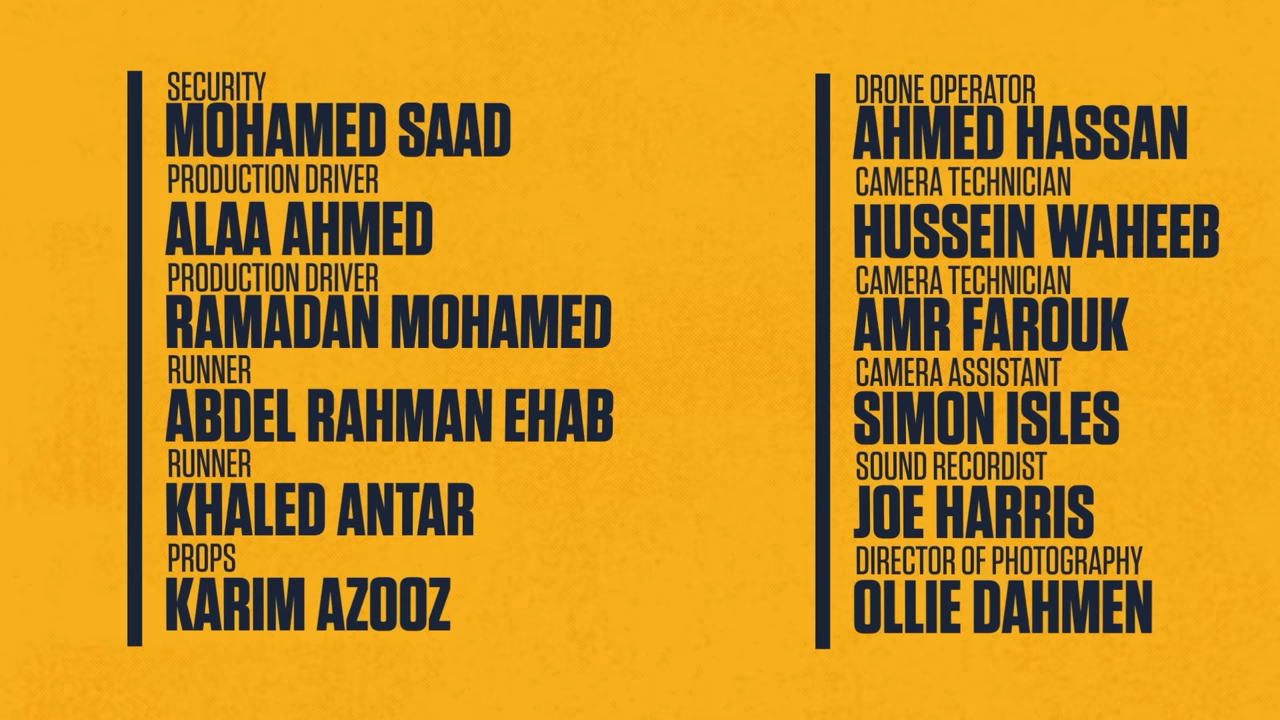 SECURITY
MOHAMED SAAD
PRODUCTION DRIVER
ALAA AHMED
PRODUCTION DRIVER
RAMADAN MOHAMED
RUNNER
ABDEL RAHMAN EHAB
RUNNER
KHALED ANTAR
PROPS
KARIM AZOOZ
DRONE OPERATOR
AHMED HASSAN
CAMERA TECHNICIAN
HUSSEIN WAHEEB
CAMERA TECHNICIAN
AMR FAROUK
CAMERA ASSISTANT
SIMON ISLES
SOUND RECORDIST
JOE HARRIS
DIRECTOR OF PHOTOGRAPHY
OLLIE DAHMEN